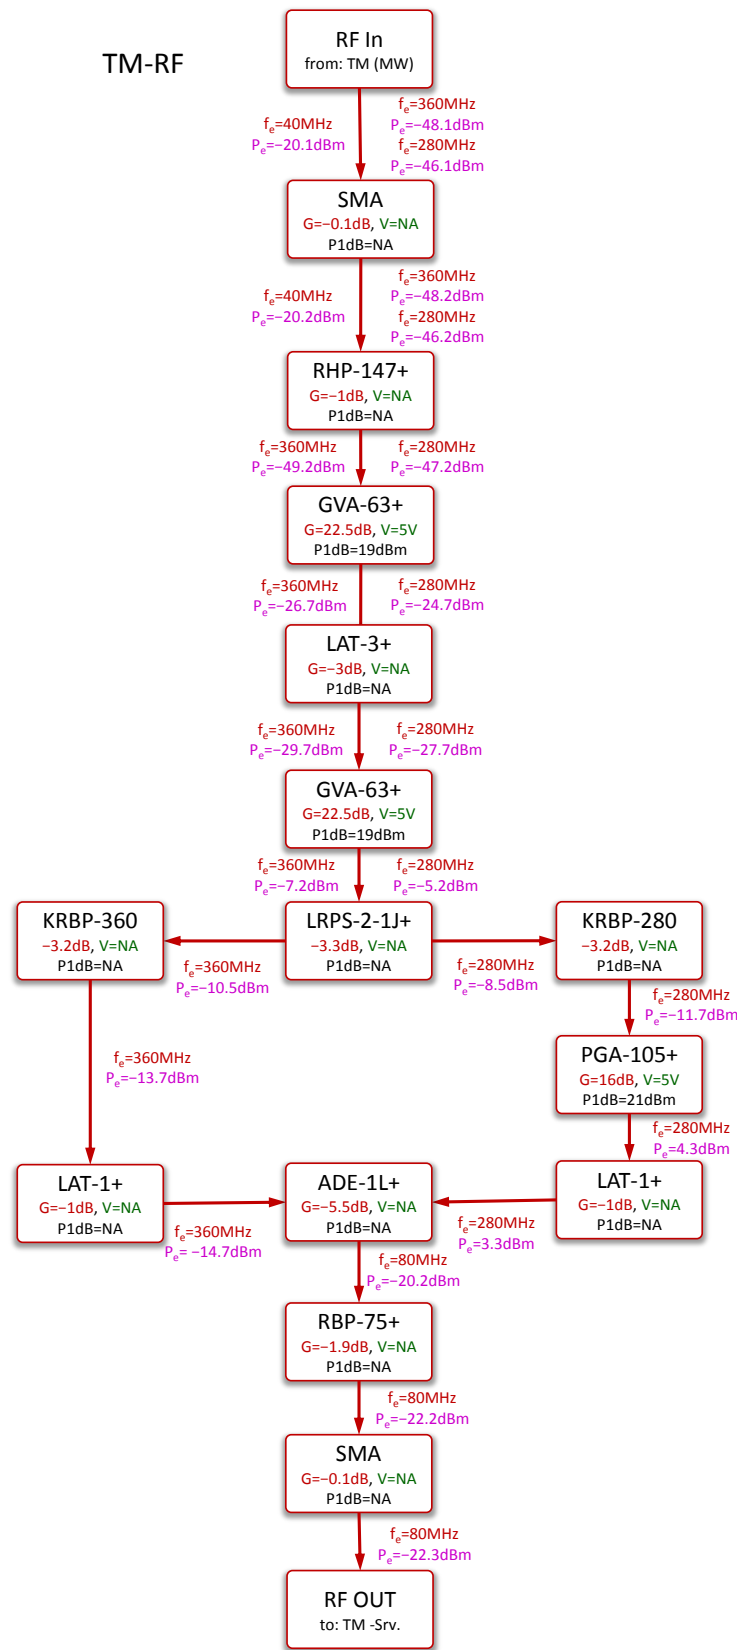 TM-RF
RF In
from: TM (MW)
fₑ=40MHz
Pₑ=−20.1dBm
fₑ=360MHz
Pₑ=−48.1dBm
fₑ=280MHz
Pₑ=−46.1dBm
SMA
G=−0.1dB, V=NA
P1dB=NA
fₑ=40MHz
Pₑ=−20.2dBm
fₑ=360MHz
Pₑ=−48.2dBm
fₑ=280MHz
Pₑ=−46.2dBm
RHP-147+
G=−1dB, V=NA
P1dB=NA
fₑ=360MHz
Pₑ=−49.2dBm
fₑ=280MHz
Pₑ=−47.2dBm
GVA-63+
G=22.5dB, V=5V
P1dB=19dBm
fₑ=360MHz
Pₑ=−26.7dBm
fₑ=280MHz
Pₑ=−24.7dBm
LAT-3+
G=−3dB, V=NA
P1dB=NA
fₑ=360MHz
Pₑ=−29.7dBm
fₑ=280MHz
Pₑ=−27.7dBm
GVA-63+
G=22.5dB, V=5V
P1dB=19dBm
fₑ=360MHz
Pₑ=−7.2dBm
fₑ=280MHz
Pₑ=−5.2dBm
KRBP-360
−3.2dB, V=NA
P1dB=NA
LRPS-2-1J+
−3.3dB, V=NA
P1dB=NA
KRBP-280
−3.2dB, V=NA
P1dB=NA
fₑ=360MHz
Pₑ=−10.5dBm
fₑ=280MHz
Pₑ=−8.5dBm
fₑ=280MHz
Pₑ=−11.7dBm
fₑ=360MHz
Pₑ=−13.7dBm
PGA-105+
G=16dB, V=5V
P1dB=21dBm
fₑ=280MHz
Pₑ=4.3dBm
LAT-1+
G=−1dB, V=NA
P1dB=NA
ADE-1L+
G=−5.5dB, V=NA
P1dB=NA
LAT-1+
G=−1dB, V=NA
P1dB=NA
fₑ=360MHz
Pₑ= −14.7dBm
fₑ=280MHz
Pₑ=3.3dBm
fₑ=80MHz
Pₑ=−20.2dBm
RBP-75+
G=−1.9dB, V=NA
P1dB=NA
fₑ=80MHz
Pₑ=−22.2dBm
SMA
G=−0.1dB, V=NA
P1dB=NA
fₑ=80MHz
Pₑ=−22.3dBm
RF OUT
to: TM -Srv.